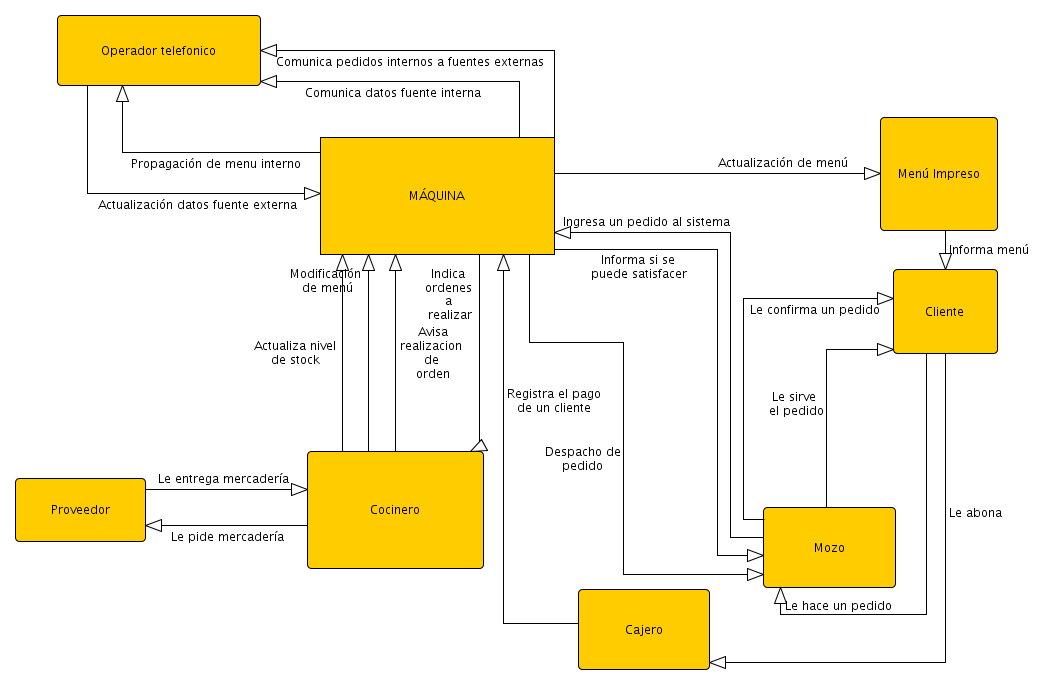 Operador telefonico
Comunica pedidos internos a fuentes externas
Comunica datos fuente interna
Propagación de menu interno
Actualización datos fuente externa
MÁQUINA
Actualización de menú
Menú Impreso
Informa menú
Ingresa un pedido al sistema
Informa si se
puede satisfacer
Cliente
Le confirma un pedido
Le sirve
el pedido
Modificación
de menú
Indica
ordenes
a
realizar
Actualiza nivel
de stock
Avisa
realizacion
de
orden
Registra el pago
de un cliente
Despacho de
pedido
Le entrega mercadería
Proveedor
Le pide mercadería
Cocinero
Le abona
Mozo
Le hace un pedido
Cajero